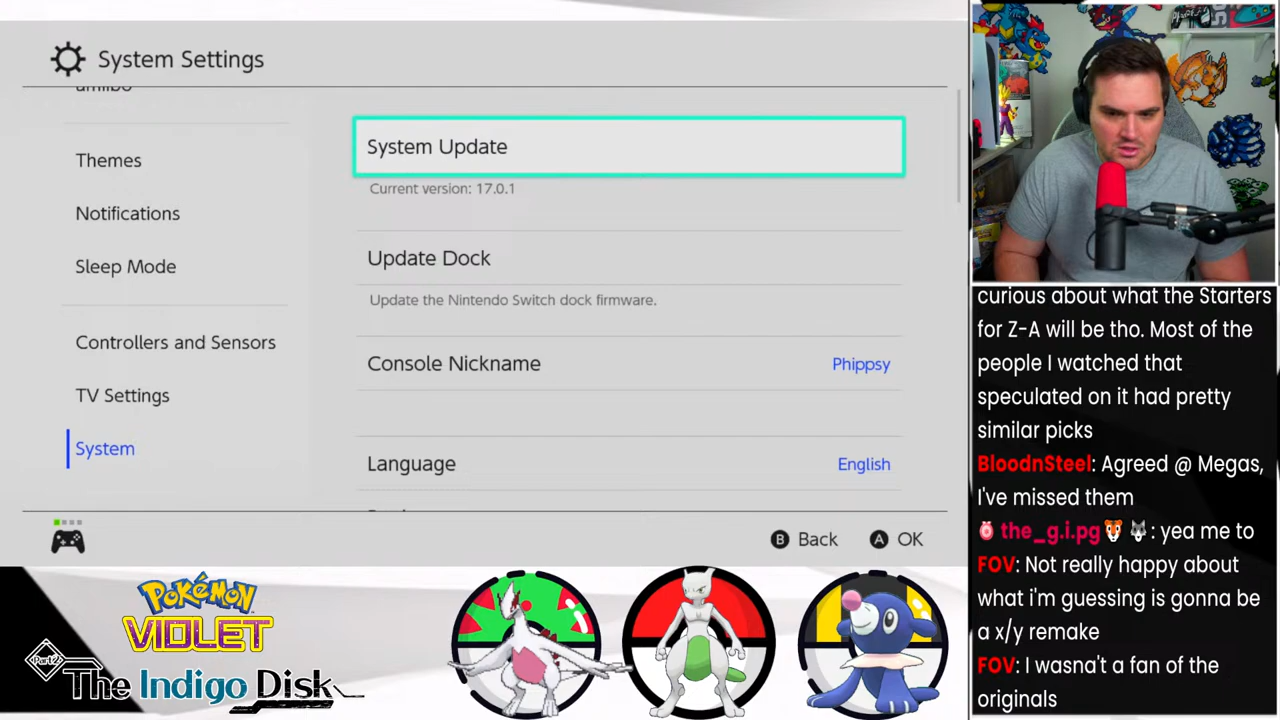 System Settings
amiibo
Themes
Notifications
Sleep Mode
Controllers and Sensors
TV Settings
System
System Update
Current version: 17.0.1
Update Dock
Update the Nintendo Switch dock firmware.
Console Nickname
Phippsy
Language
English
B Back
A OK
curious about what the Starters
for Z-A will be tho. Most of the
people I watched that
speculated on it had pretty
similar picks
BloodnSteel: Agreed @ Megas,
I've missed them
the_g.i.pg🐯 🐺: yea me to
FOV: Not really happy about
what i'm guessing is gonna be
a x/y remake
FOV: I wasna't a fan of the
originals
POKéMON
VIOLET
Part 2
The Indigo Disk